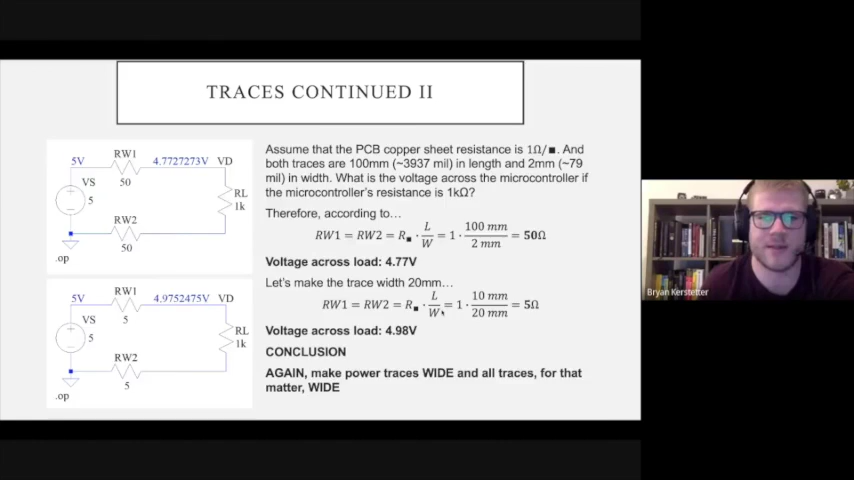 TRACES CONTINUED II
5V
RW1
4.7727273V
VD
VS
5
50
RL
1k
RW2
50
.op
5V
RW1
4.9752475V
VD
VS
5
5
RL
1k
RW2
5
.op
Assume that the PCB copper sheet resistance is 1Ω/■. And
both traces are 100mm (~3937 mil) in length and 2mm (~79
mil) in width. What is the voltage across the microcontroller if
the microcontroller's resistance is 1kΩ?
Therefore, according to…
RW1 = RW2 = R■ · L/W = 1 · 100 mm/2 mm = 50Ω
Voltage across load: 4.77V
Let's make the trace width 20mm…
RW1 = RW2 = R■ · L/W = 1 · 10 mm/20 mm = 5Ω
Voltage across load: 4.98V
CONCLUSION
AGAIN, make power traces WIDE and all traces, for that
matter, WIDE
Bryan Kerstetter